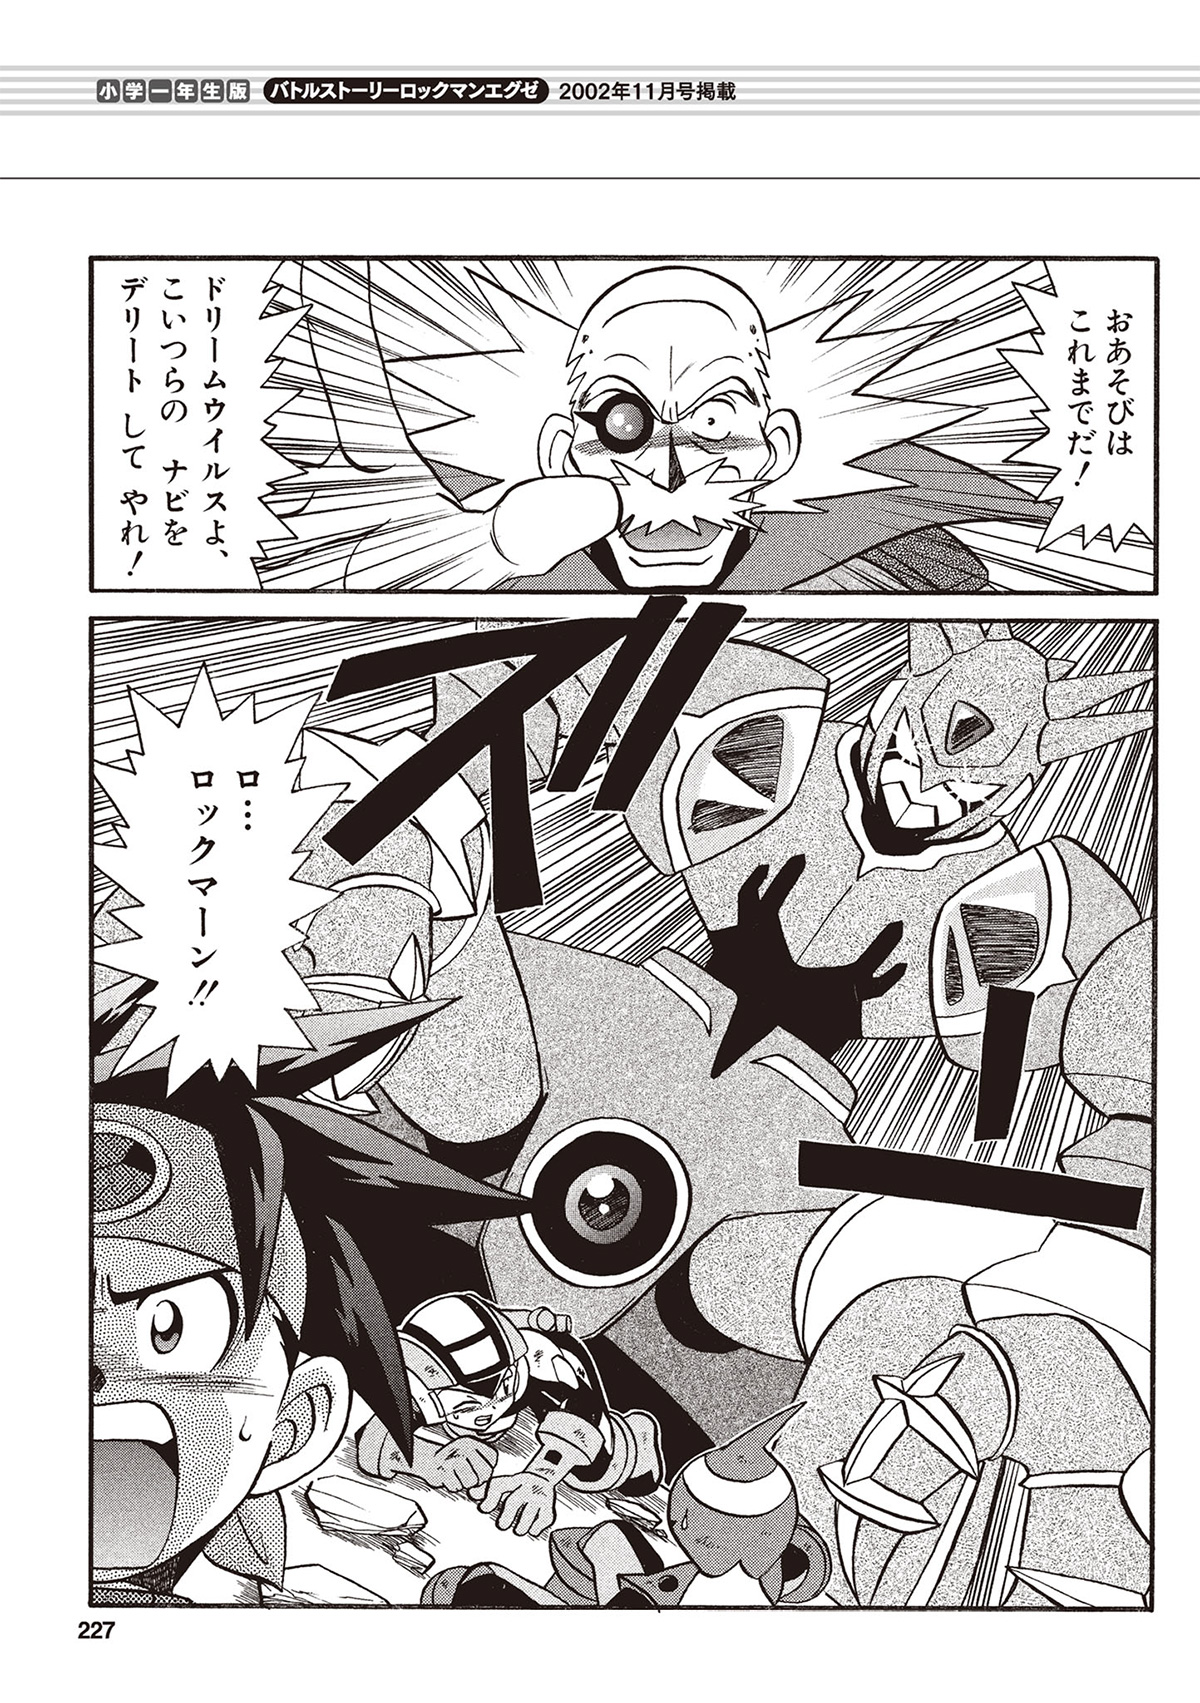 小学一年生版 バトルストーリーロックマンエグゼ 2002年11月号掲載
おあそびは
これまでだ!
ドリームウイルスよ、
こいつらの ナビを
デリート して やれ!
ズズーン
ロ…
ロックマーン!!
227